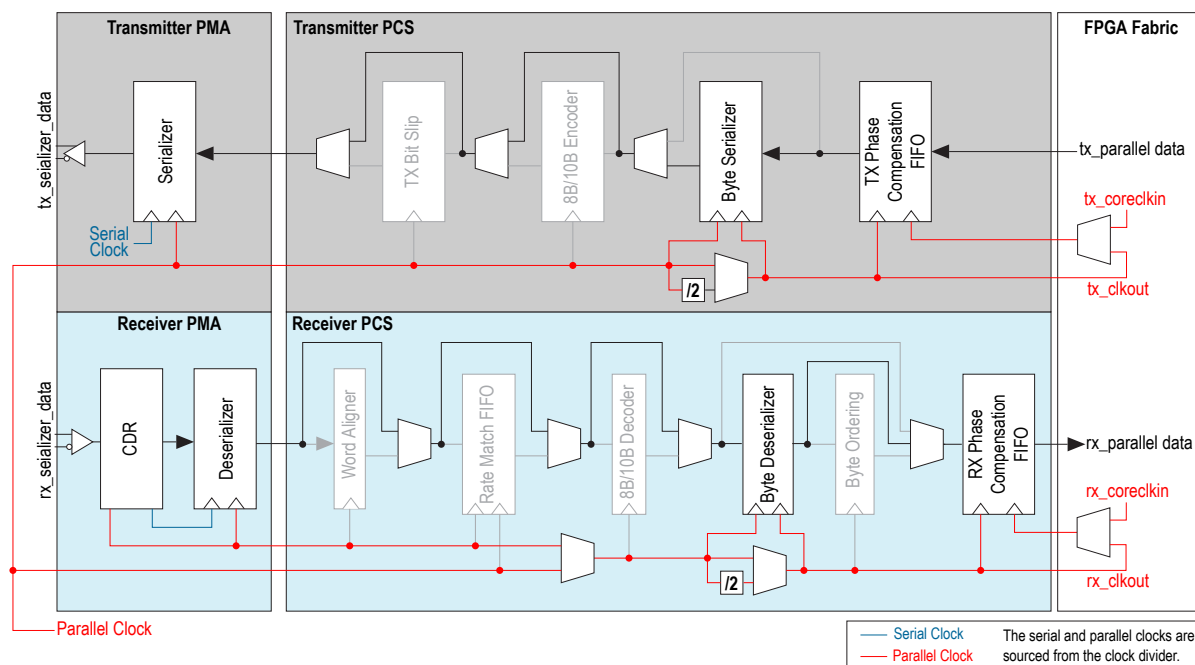 Transmitter PMA
Transmitter PCS
FPGA Fabric
tx_seializer_data
Serializer
Serial
Clock
TX Bit Slip
8B/10B Encoder
Byte Serializer
/2
TX Phase
Compensation
FIFO
tx_parallel data
tx_coreclkin
tx_clkout
Receiver PMA
Receiver PCS
rx_seializer_data
CDR
Deserializer
Word Aligner
Rate Match FIFO
8B/10B Decoder
Byte Deserializer
Byte Ordering
/2
RX Phase
Compensation
FIFO
rx_parallel data
rx_coreclkin
rx_clkout
Parallel Clock
Serial Clock
Parallel Clock
The serial and parallel clocks are
sourced from the clock divider.